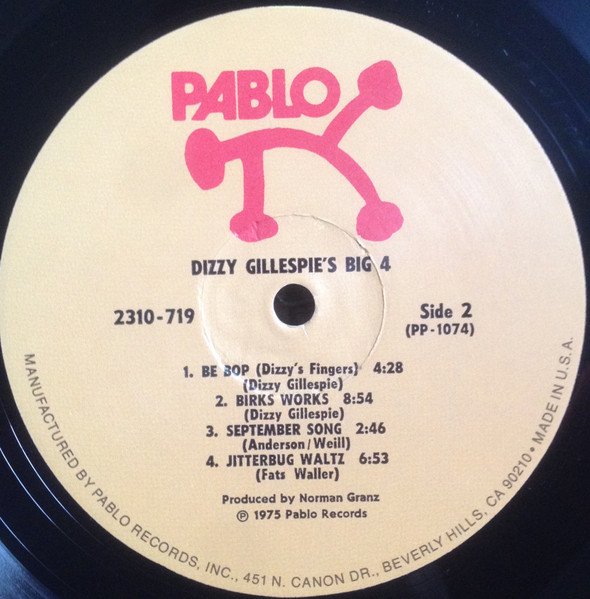 PABLO
DIZZY GILLESPIE'S BIG 4
2310-719
Side 2
(PP-1074)
1. BE BOP (Dizzy's Fingers) 4:28
(Dizzy Gillespie)
2. BIRKS WORKS 8:54
(Dizzy Gillespie)
3. SEPTEMBER SONG 2:46
(Anderson/Weill)
4. JITTERBUG WALTZ 6:53
(Fats Waller)
Produced by Norman Granz
℗ 1975 Pablo Records
MANUFACTURED BY PABLO RECORDS, INC., 451 N. CANON DR., BEVERLY HILLS, CA 90210 • MADE IN U.S.A.